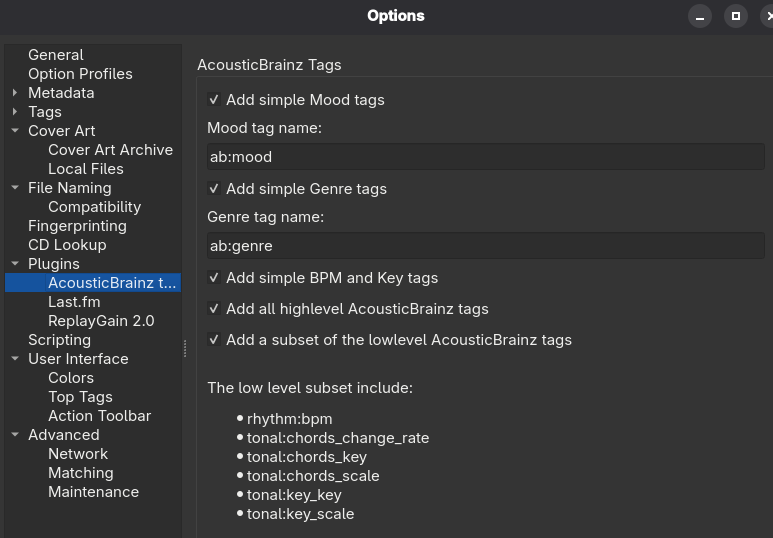 Options
General
Option Profiles
Metadata
Tags
Cover Art
Cover Art Archive
Local Files
File Naming
Compatibility
Fingerprinting
CD Lookup
Plugins
AcousticBrainz t...
Last.fm
ReplayGain 2.0
Scripting
User Interface
Colors
Top Tags
Action Toolbar
Advanced
Network
Matching
Maintenance
AcousticBrainz Tags
Add simple Mood tags
Mood tag name:
ab:mood
Add simple Genre tags
Genre tag name:
ab:genre
Add simple BPM and Key tags
Add all highlevel AcousticBrainz tags
Add a subset of the lowlevel AcousticBrainz tags
The low level subset include:
• rhythm:bpm
• tonal:chords_change_rate
• tonal:chords_key
• tonal:chords_scale
• tonal:key_key
• tonal:key_scale